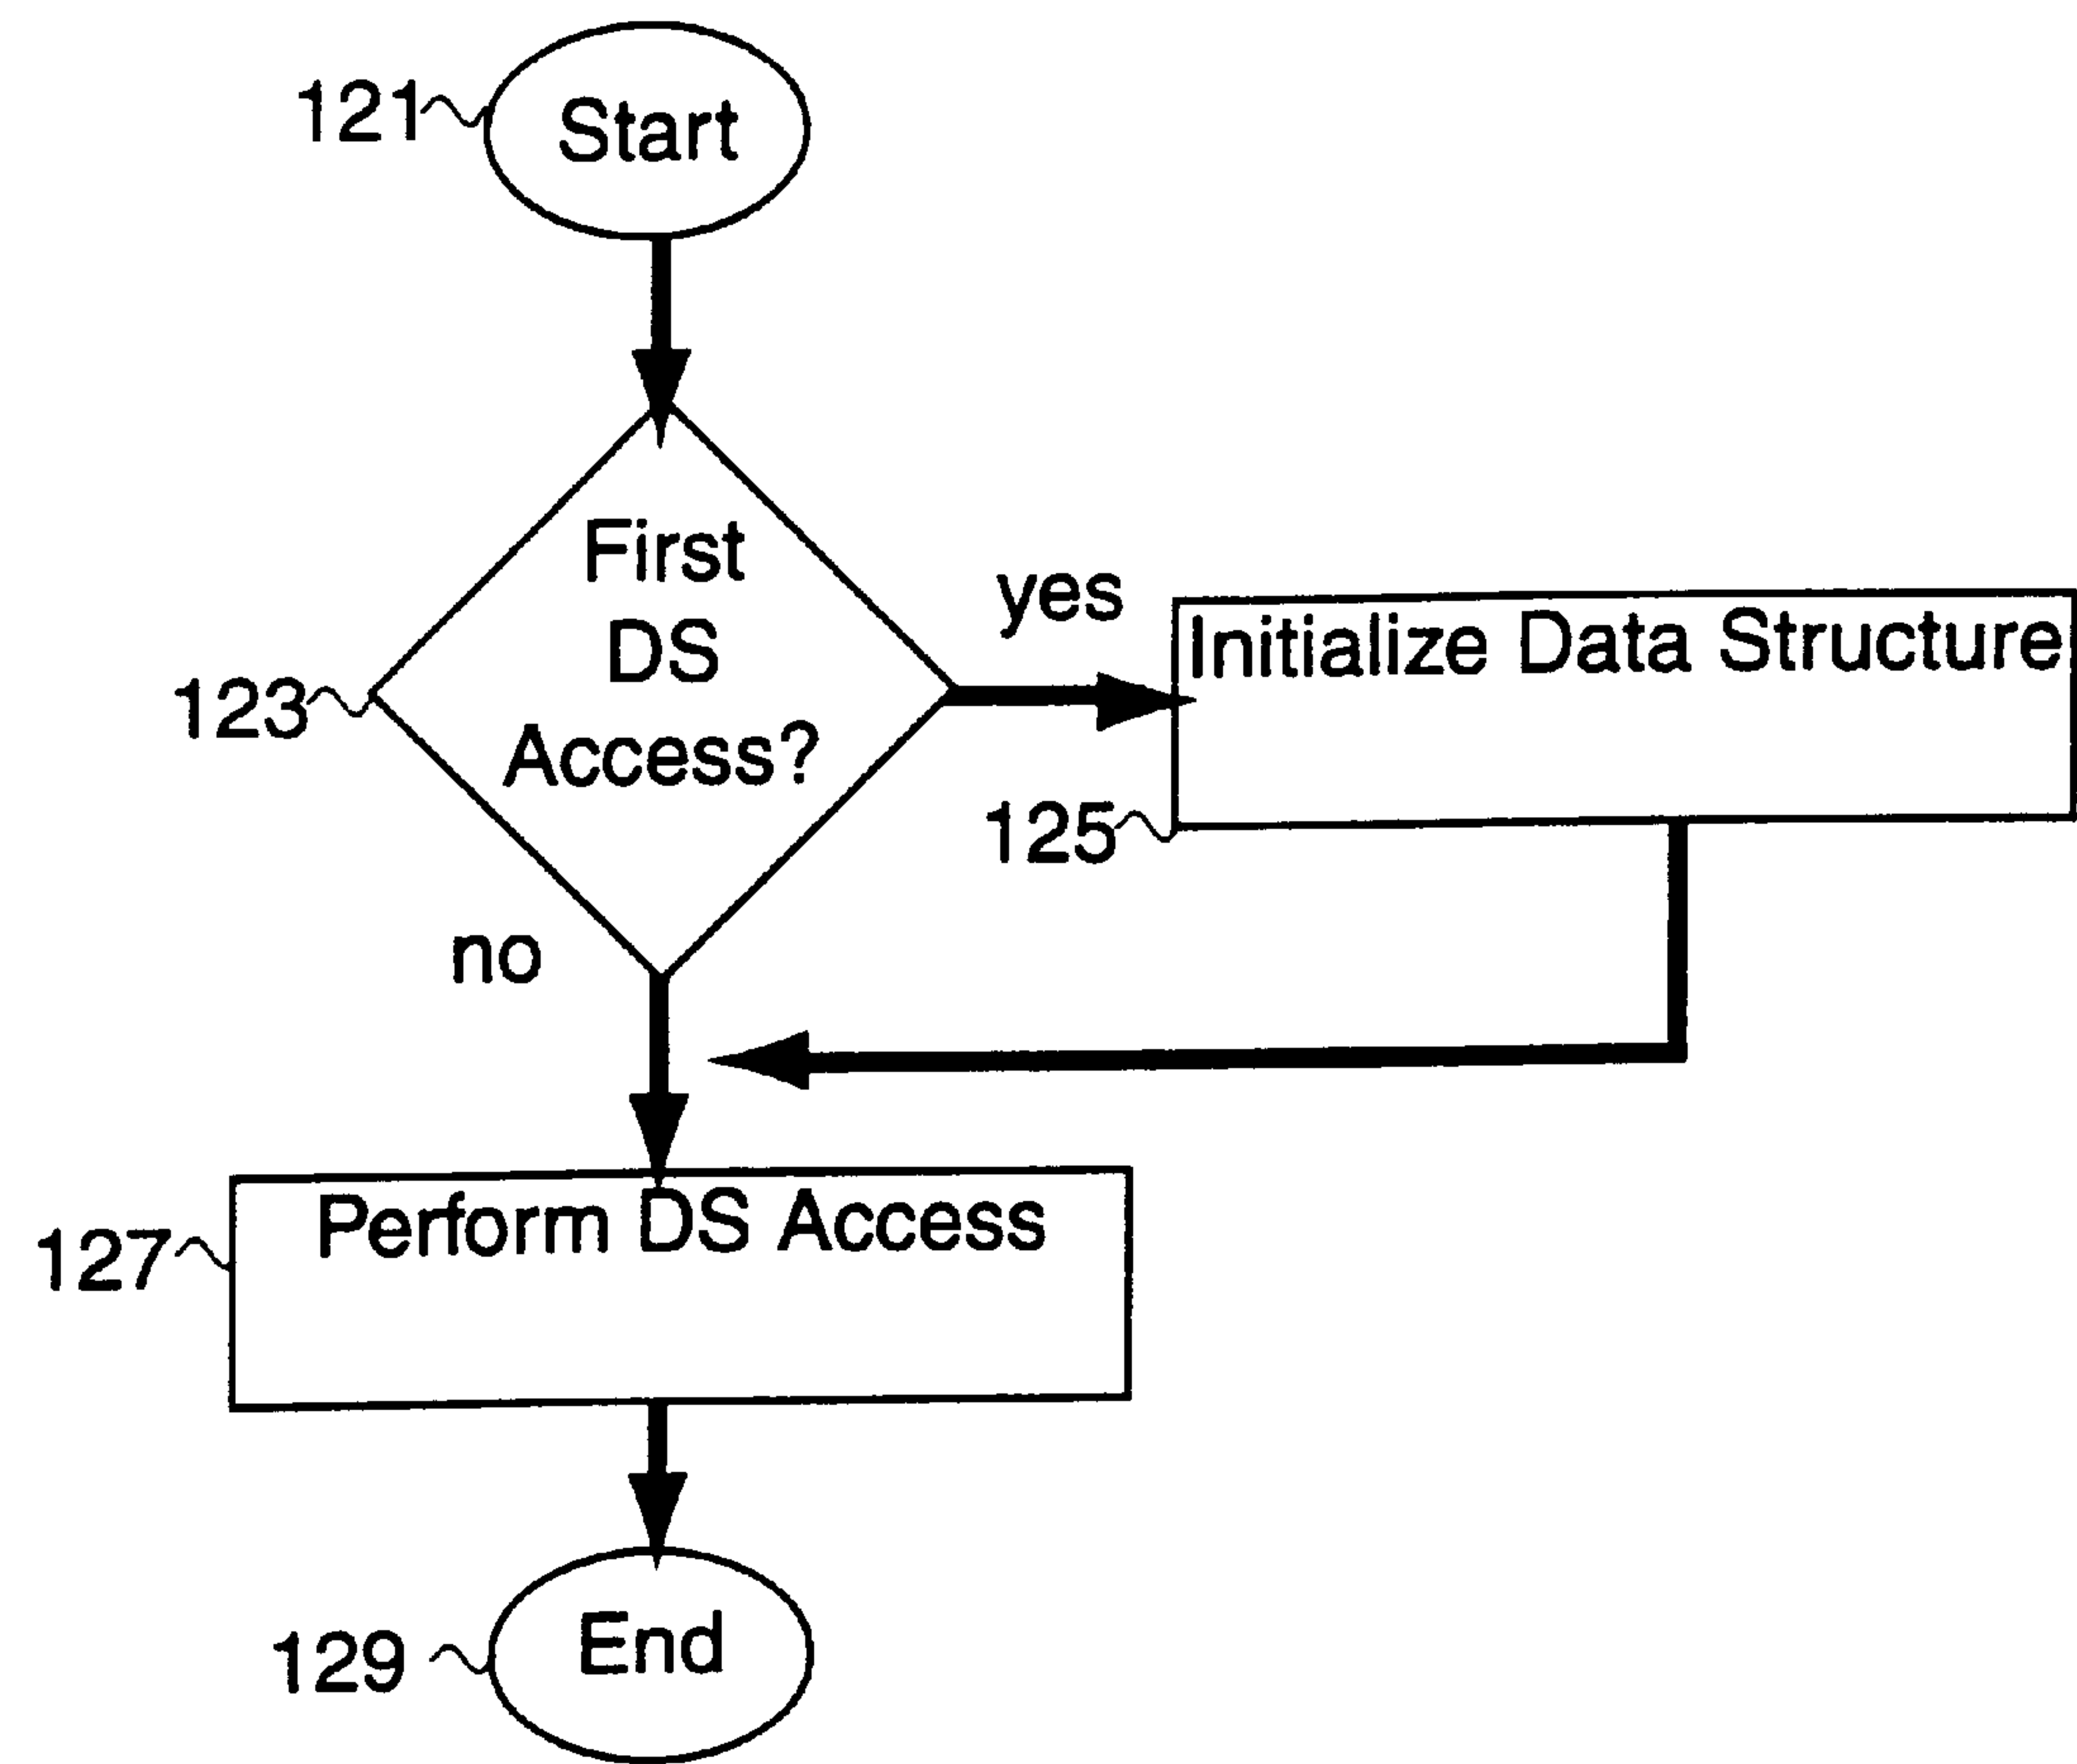 121
Start
First
DS
Access?
123
yes
Initialize Data Structure
125
no
Perform DS Access
127
End
129